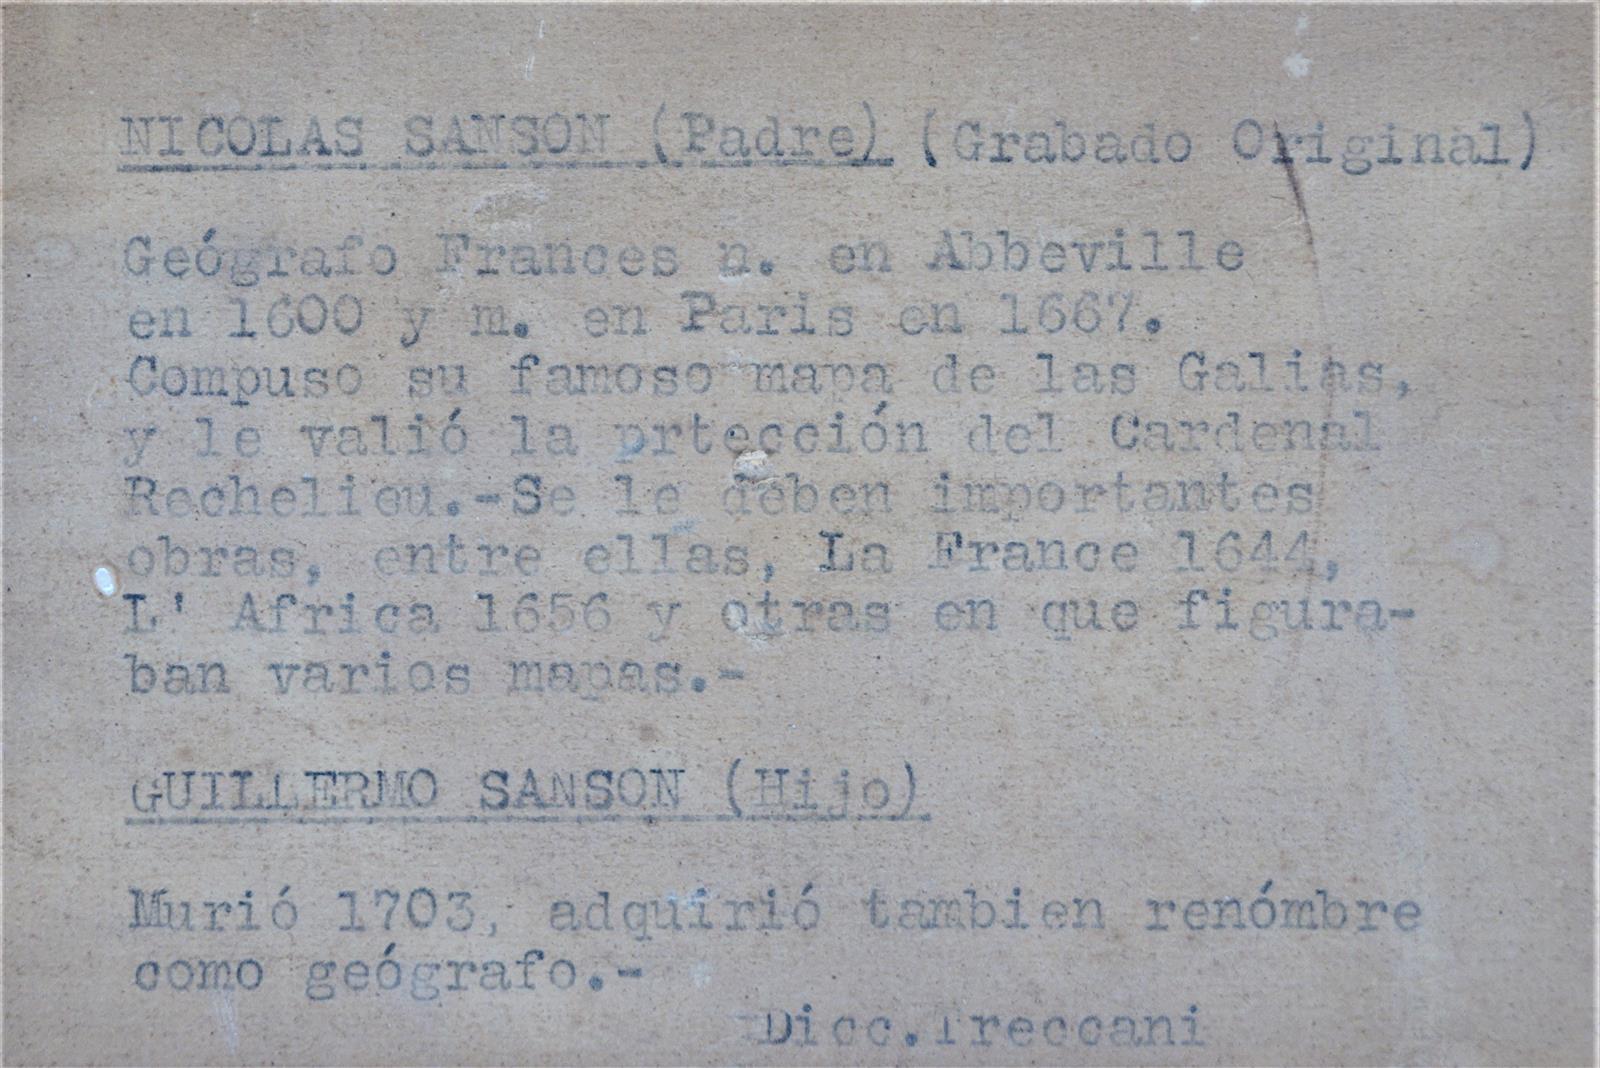 NICOLAS SANSON (Padre) (Grabado Original)
Geógrafo Frances n. en Abbeville
en 1600 y m. en Paris en 1667.
Compuso su famoso mapa de las Galias,
y le valió la prtección del Cardenal
Rechelieu.-Se le deben importantes
obras, entre ellas, La France 1644,
L' Africa 1656 y otras en que figura-
ban varios mapas.-
GUILLERMO SANSON (Hijo)
Murió 1703, adquirió tambien renómbre
como geógrafo.-
Dicc.Treccani